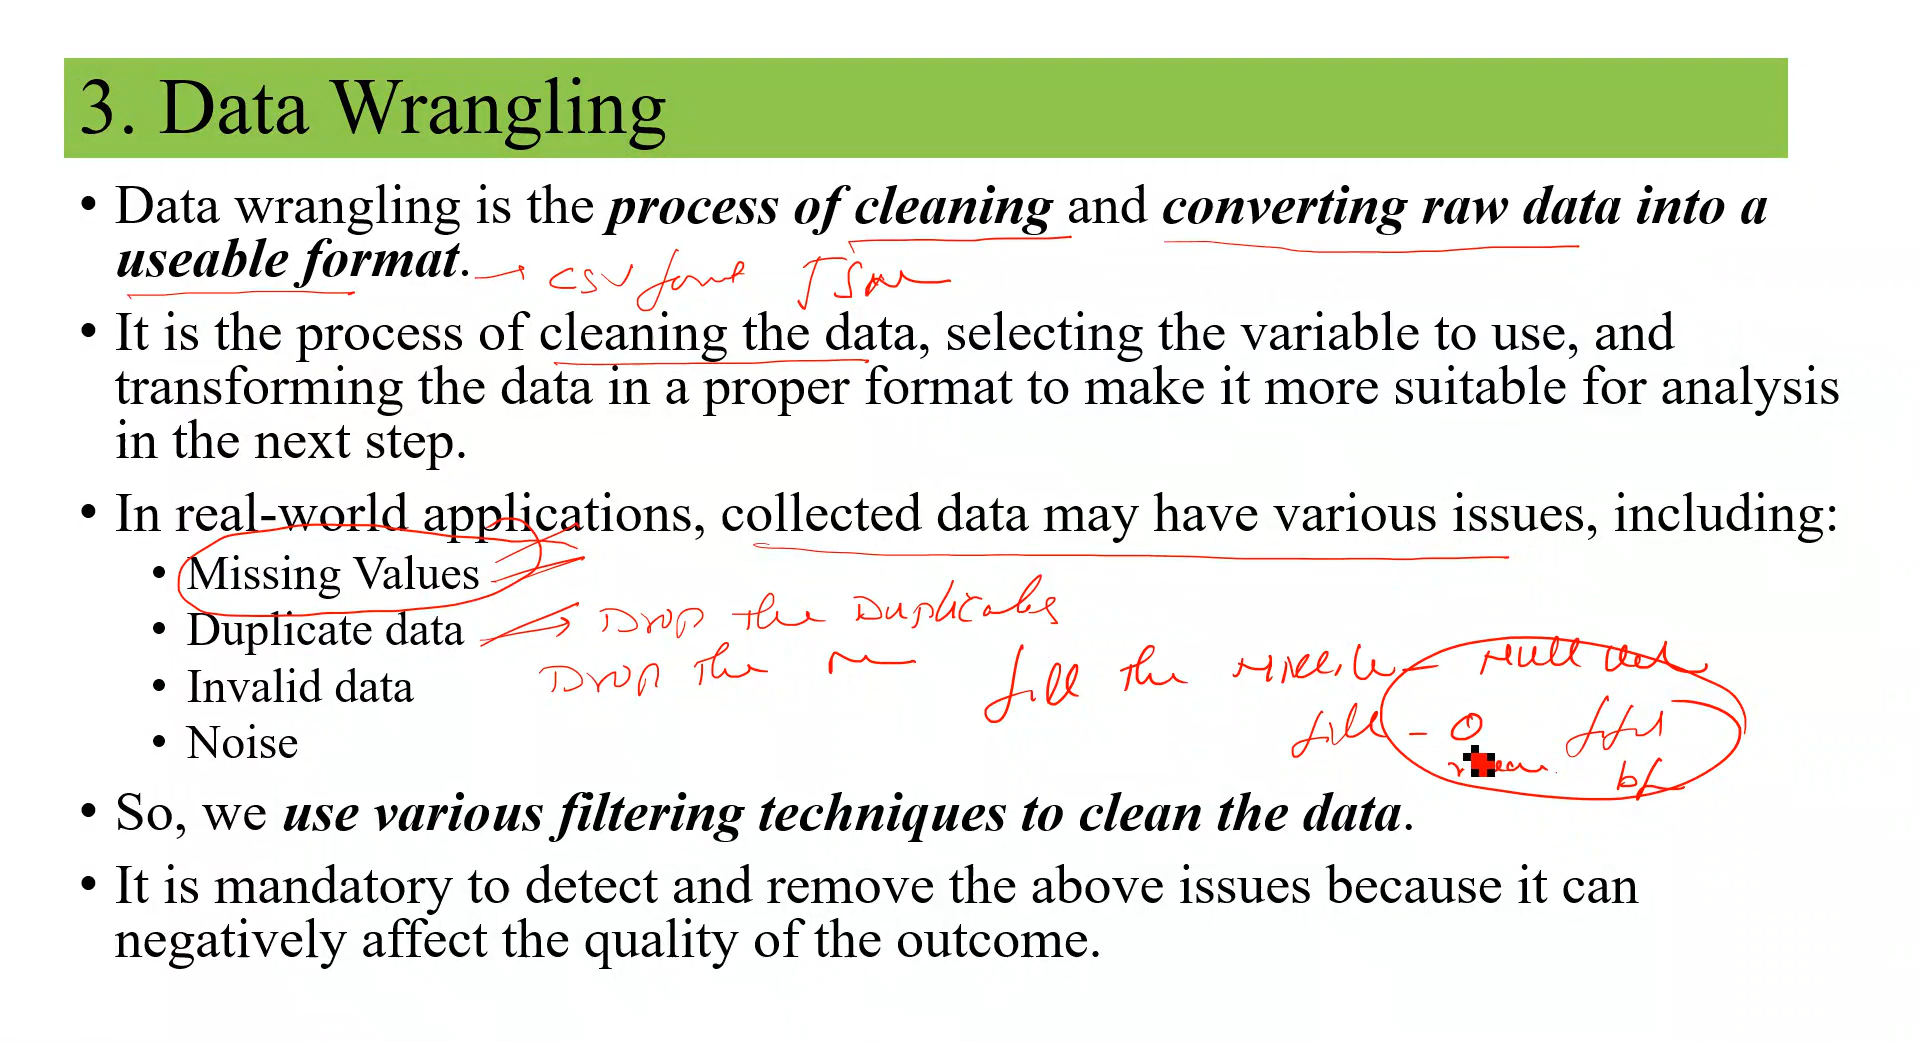 3. Data Wrangling
• Data wrangling is the process of cleaning and converting raw data into a
useable format.
CSV format JSON
• It is the process of cleaning the data, selecting the variable to use, and
transforming the data in a proper format to make it more suitable for analysis
in the next step.
• In real-world applications, collected data may have various issues, including:
• Missing Values
• Duplicate data
Drop the Duplicates
Drop the
fill the
• Invalid data
fill - 0
• Noise
• So, we use various filtering techniques to clean the data.
• It is mandatory to detect and remove the above issues because it can
negatively affect the quality of the outcome.